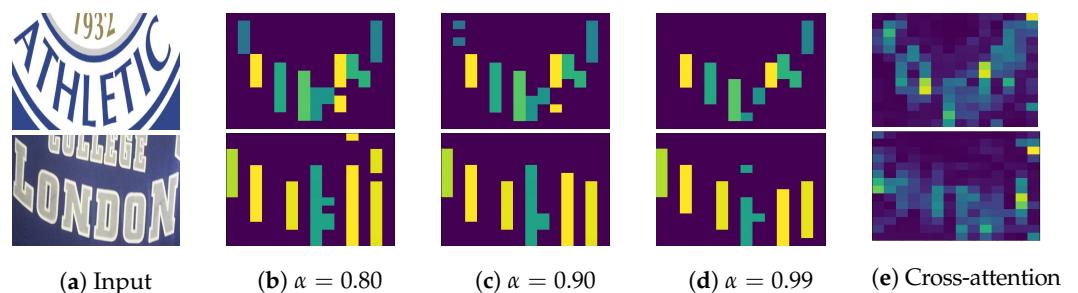 1932
ATHLETIC
COLLEGE
LONDON
(a) Input
(b) α = 0.80
(c) α = 0.90
(d) α = 0.99
(e) Cross-attention